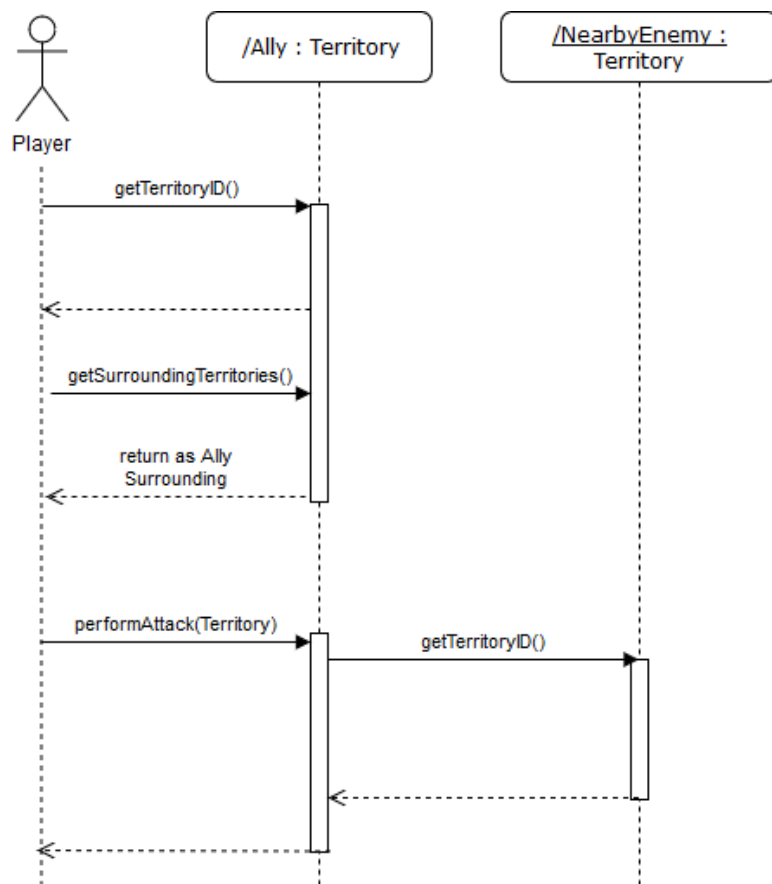 /Ally : Territory
/NearbyEnemy :
Territory
Player
getTerritoryID()
getSurroundingTerritories()
return as Ally
Surrounding
performAttack(Territory)
getTerritoryID()